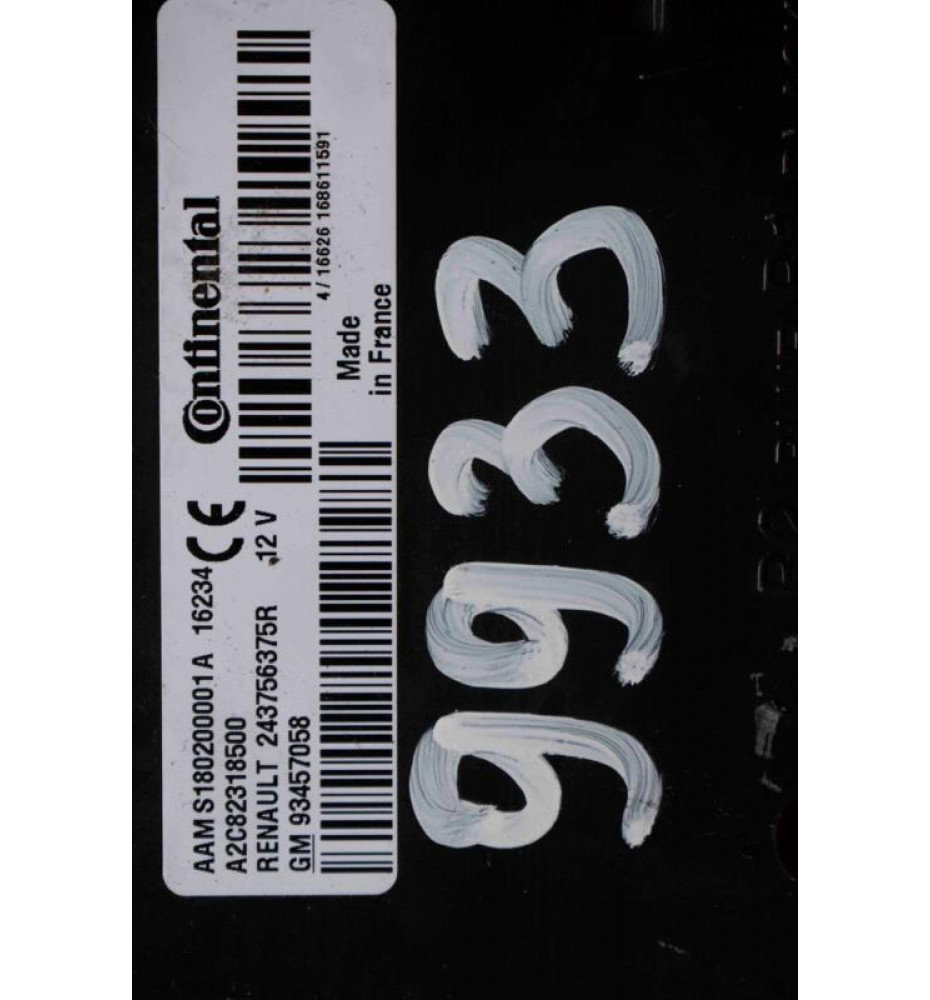 AAM S180200001 A 16234
A2C82318500
RENAULT 243756375R 12 V
GM 93457058
CE
Continental
4/16626 168611591
Made
in France
9933